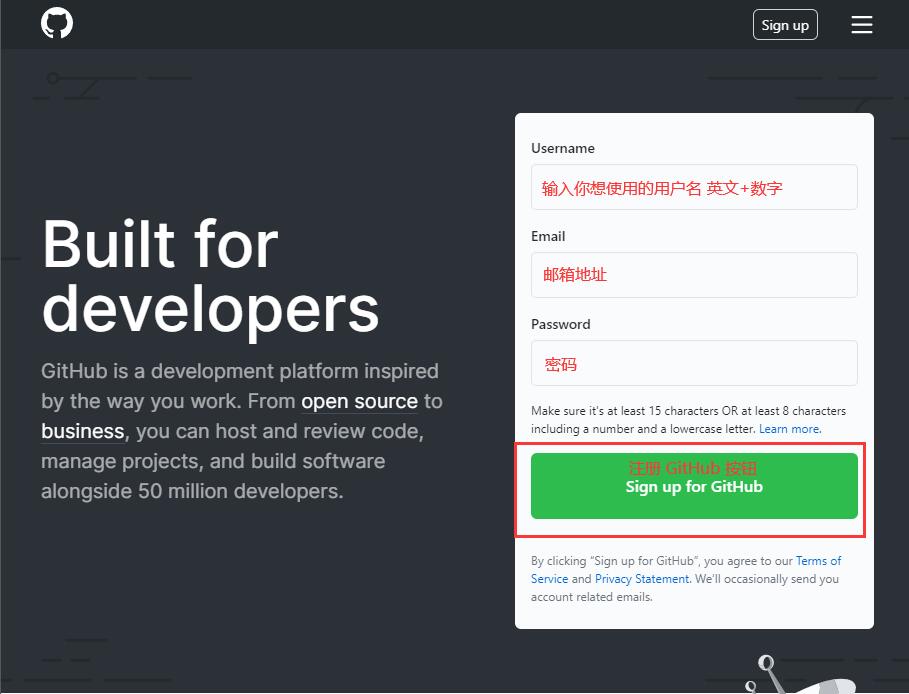 Sign up
Built for
developers
GitHub is a development platform inspired
by the way you work. From open source to
business, you can host and review code,
manage projects, and build software
alongside 50 million developers.
Username
输入你想使用的用户名 英文+数字
Email
邮箱地址
Password
密码
Make sure it's at least 15 characters OR at least 8 characters
including a number and a lowercase letter. Learn more.
注册 GitHub 按钮
Sign up for GitHub
By clicking “Sign up for GitHub”, you agree to our Terms of
Service and Privacy Statement. We’ll occasionally send you
account related emails.